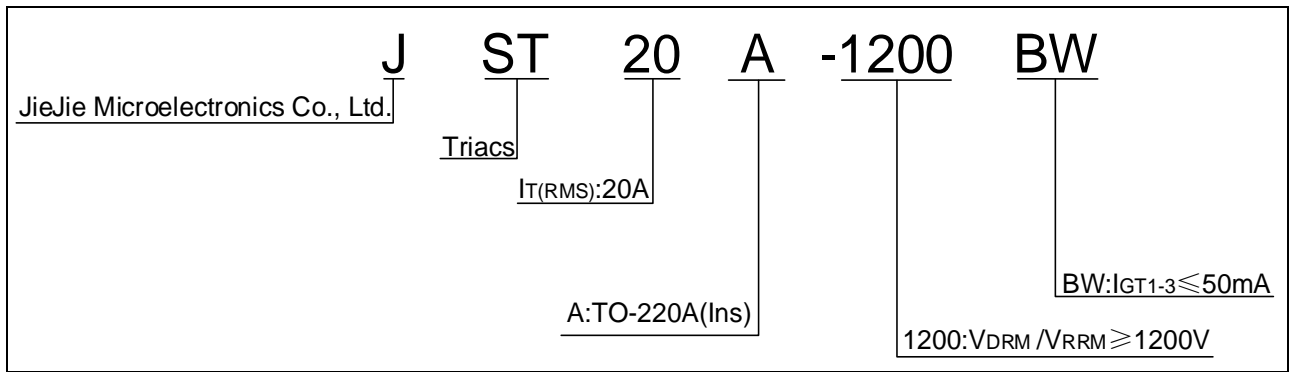 J ST 20 A -1200 BW
JieJie Microelectronics Co., Ltd.
Triacs
IT(RMS):20A
BW:IGT1-3≤50mA
A:TO-220A(Ins)
1200:VDRM /VRRM≥1200V